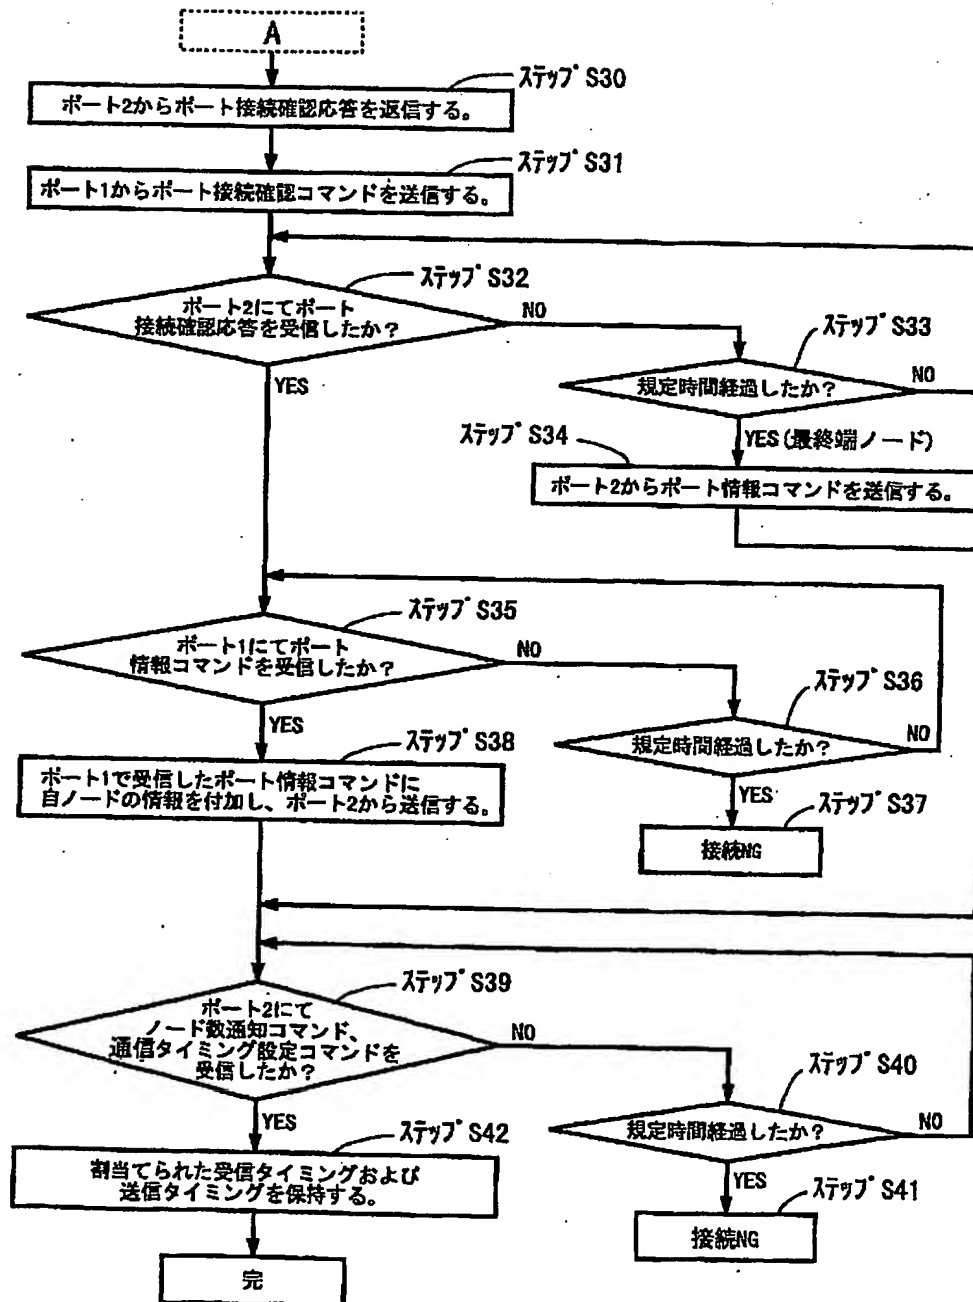 A
ステップ S30
ポート2からポート接続確認応答を返信する。
ステップ S31
ポート1からポート接続確認コマンドを送信する。
ステップ S32
ポート2にてポート
接続確認応答を受信したか？
NO
YES
ステップ S33
規定時間経過したか？
NO
YES(最終端ノード)
ステップ S34
ポート2からポート情報コマンドを送信する。
ステップ S35
ポート1にてポート
情報コマンドを受信したか？
NO
YES
ステップ S36
規定時間経過したか？
NO
YES
ステップ S37
接続NG
ステップ S38
ポート1で受信したポート情報コマンドに
自ノードの情報を付加し、ポート2から送信する。
ステップ S39
ポート2にて
ノード数通知コマンド、
通信タイミング設定コマンドを
受信したか？
NO
YES
ステップ S40
規定時間経過したか？
NO
YES
ステップ S41
接続NG
ステップ S42
割当てられた受信タイミングおよび
送信タイミングを保持する。
完